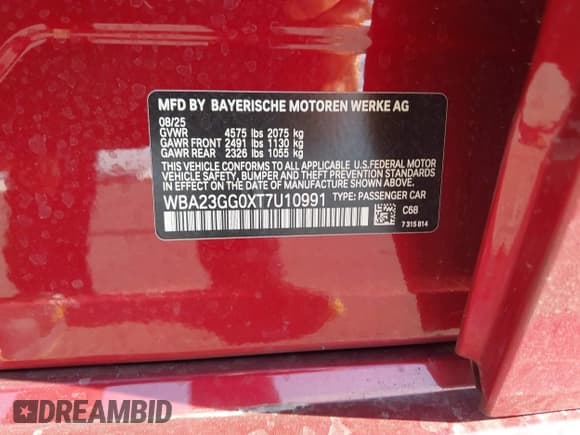 MFD BY BAYERISCHE MOTOREN WERKE AG
08/25
GVWR 4575 lbs 2075 kg
GAWR FRONT 2491 lbs 1130 kg
GAWR REAR 2326 lbs 1055 kg
THIS VEHICLE CONFORMS TO ALL APPLICABLE U.S.FEDERAL MOTOR
VEHICLE SAFETY, BUMPER AND THEFT PREVENTION STANDARDS
IN EFFECT ON THE DATE OF MANUFACTURE SHOWN ABOVE.
WBA23GG0XT7U10991 TYPE: PASSENGER CAR
C68
7 315 814
DREAMBID